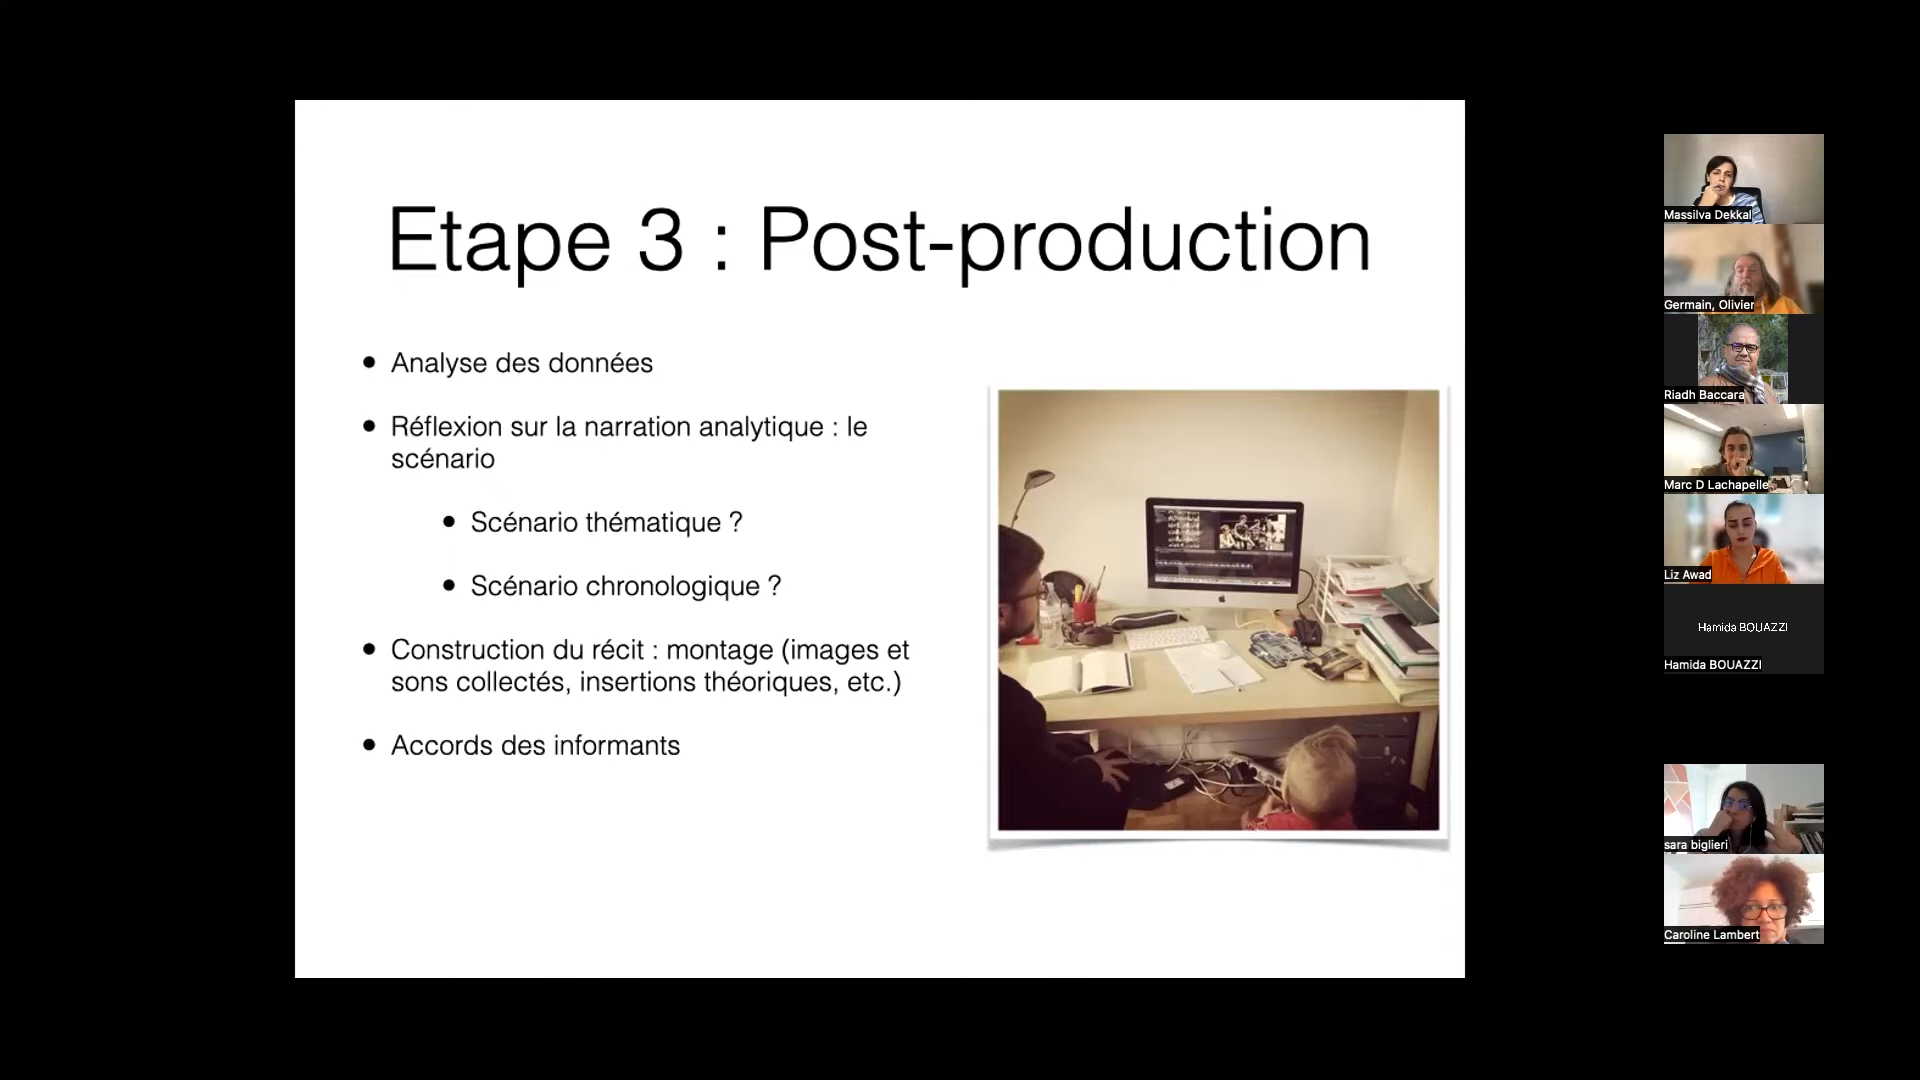 Etape 3 : Post-production
• Analyse des données
• Réflexion sur la narration analytique : le
scénario
• Scénario thématique ?
• Scénario chronologique ?
• Construction du récit : montage (images et
sons collectés, insertions théoriques, etc.)
• Accords des informants
Massilva Dekkal
Germain, Olivier
Riadh Baccara
Marc D Lachapelle
Liz Awad
Hamida BOUAZZI
Hamida BOUAZZI
sara biglieri
Caroline Lambert